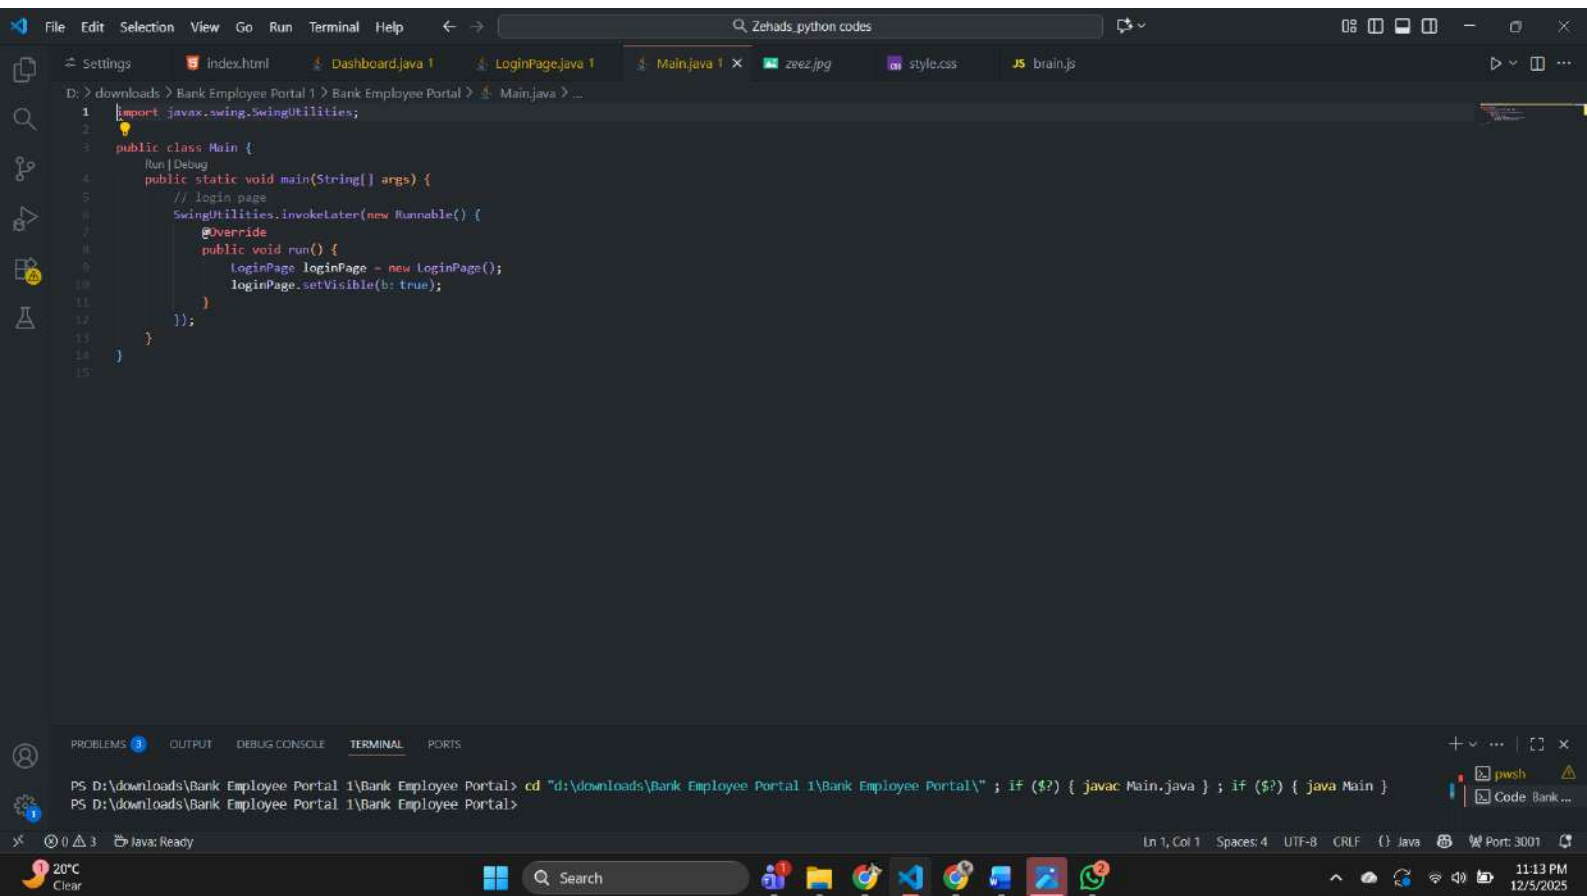 File Edit Selection View Go Run Terminal Help
Zehads_python codes
Settings index.html Dashboard.java 1 LoginPage.java 1 Main.java 1 zeez.jpg style.css JS brain.js
D: > downloads > Bank Employee Portal 1 > Bank Employee Portal > Main.java > ...
1 import javax.swing.SwingUtilities;
2
3 public class Main {
Run | Debug
4 public static void main(String[] args) {
5 // login page
6 SwingUtilities.invokeLater(new Runnable() {
7 @Override
8 public void run() {
9 LoginPage loginPage = new LoginPage();
10 loginPage.setVisible(b: true);
11 }
12 });
13 }
14 }
15
PROBLEMS 3 OUTPUT DEBUG CONSOLE TERMINAL PORTS
PS D:\downloads\Bank Employee Portal 1\Bank Employee Portal> cd "d:\downloads\Bank Employee Portal 1\Bank Employee Portal\" ; if ($?) { javac Main.java } ; if ($?) { java Main }
PS D:\downloads\Bank Employee Portal 1\Bank Employee Portal>
pwsh
Code Bank...
0 3 Java: Ready
Ln 1, Col 1 Spaces: 4 UTF-8 CRLF {} Java Port: 3001
1
20°C
Clear
Search
11:13 PM
12/5/2025